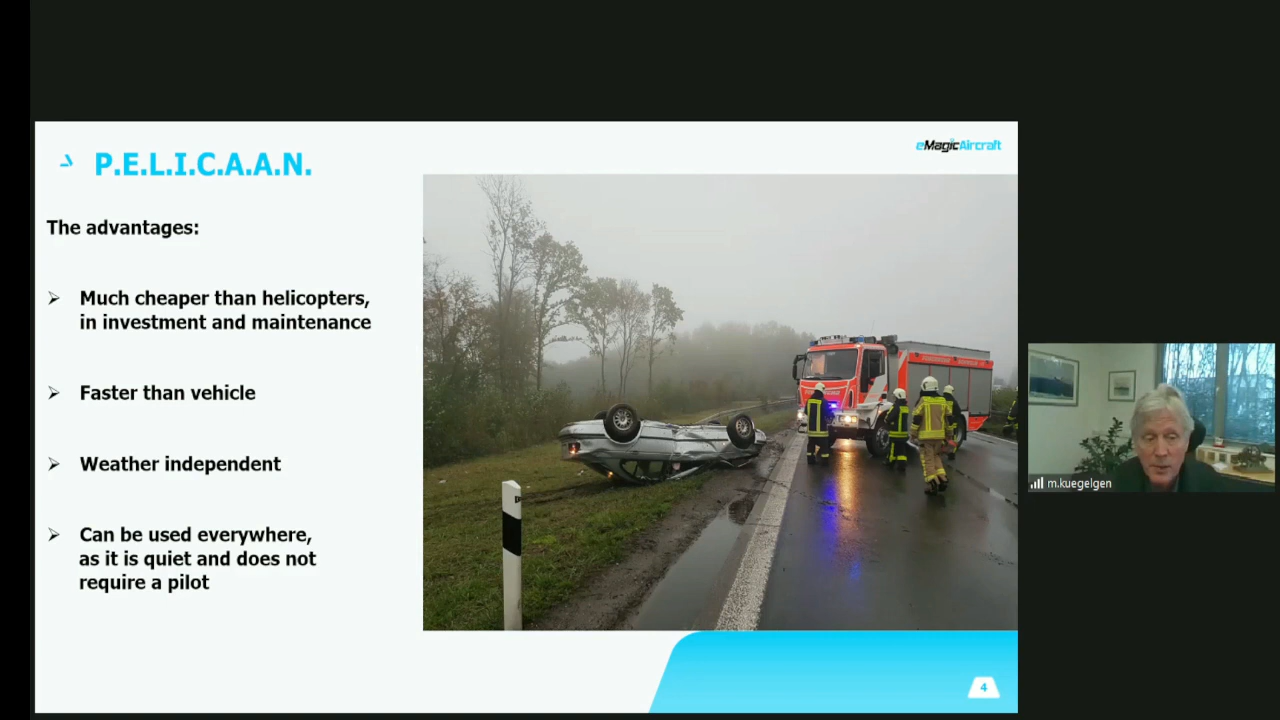 P.E.L.I.C.A.A.N.
eMagicAircraft
The advantages:
Much cheaper than helicopters,
in investment and maintenance
Faster than vehicle
Weather independent
Can be used everywhere,
as it is quiet and does not
require a pilot
4
m.kuegelgen